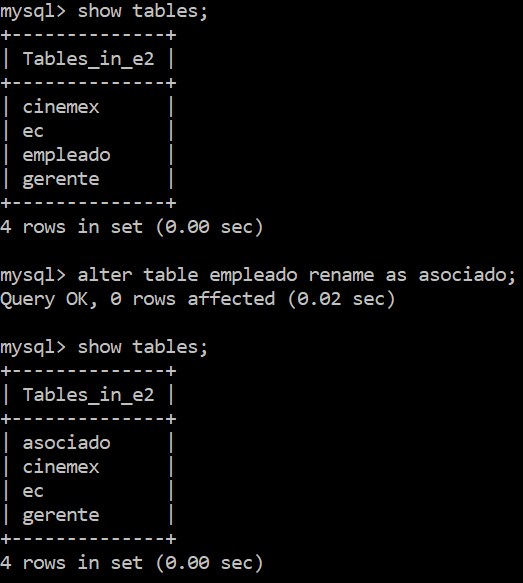 mysql> show tables;
+--------------+
| Tables_in_e2 |
+--------------+
| cinemex      |
| ec           |
| empleado     |
| gerente      |
+--------------+
4 rows in set (0.00 sec)
mysql> alter table empleado rename as asociado;
Query OK, 0 rows affected (0.02 sec)
mysql> show tables;
+--------------+
| Tables_in_e2 |
+--------------+
| asociado     |
| cinemex      |
| ec           |
| gerente      |
+--------------+
4 rows in set (0.00 sec)